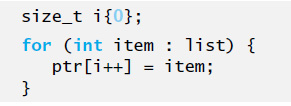 size_t i{0};
for (int item : list) {
ptr[i++] = item;
}